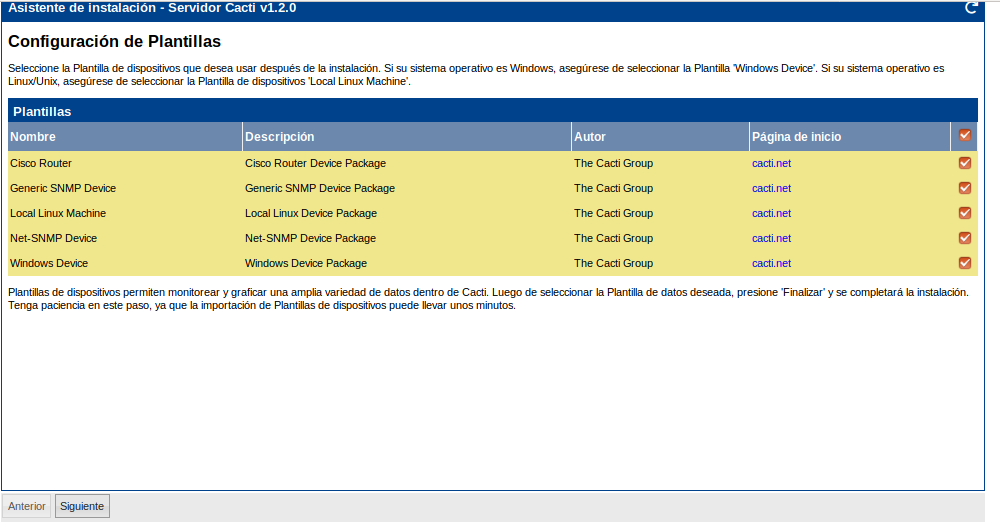 Asistente de instalación - Servidor Cacti v1.2.0
Configuración de Plantillas
Seleccione la Plantilla de dispositivos que desea usar después de la instalación. Si su sistema operativo es Windows, asegúrese de seleccionar la Plantilla 'Windows Device'. Si su sistema operativo es
Linux/Unix, asegúrese de seleccionar la Plantilla de dispositivos 'Local Linux Machine'.
Plantillas
Nombre Descripción Autor Página de inicio
Cisco Router Cisco Router Device Package The Cacti Group cacti.net
Generic SNMP Device Generic SNMP Device Package The Cacti Group cacti.net
Local Linux Machine Local Linux Device Package The Cacti Group cacti.net
Net-SNMP Device Net-SNMP Device Package The Cacti Group cacti.net
Windows Device Windows Device Package The Cacti Group cacti.net
Plantillas de dispositivos permiten monitorear y graficar una amplia variedad de datos dentro de Cacti. Luego de seleccionar la Plantilla de datos deseada, presione 'Finalizar' y se completará la instalación.
Tenga paciencia en este paso, ya que la importación de Plantillas de dispositivos puede llevar unos minutos.
Anterior Siguiente